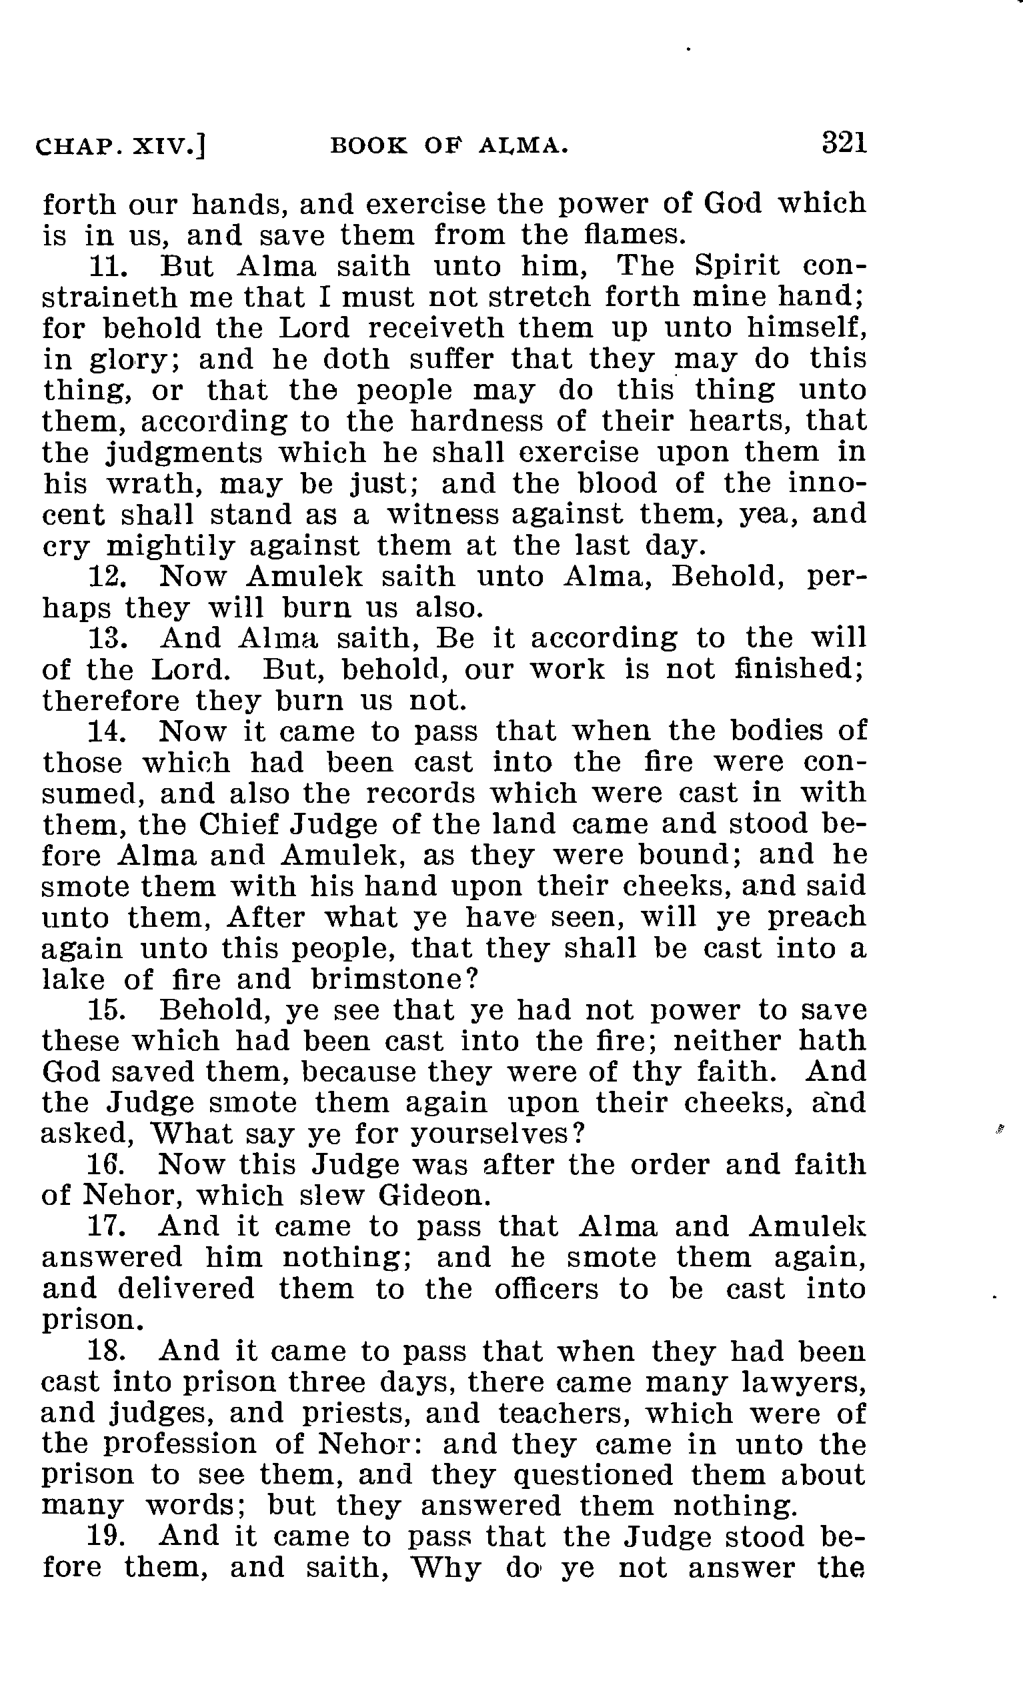 CHAP. XIV.] BOOK OF ALMA. 321
forth our hands, and exercise the power of God which
is in us, and save them from the flames.
11. But Alma saith unto him, The Spirit con-
straineth me that I must not stretch forth mine hand;
for behold the Lord receiveth them up unto himself,
in glory; and he doth suffer that they may do this
thing, or that the people may do this thing unto
them, according to the hardness of their hearts, that
the judgments which he shall exercise upon them in
his wrath, may be just; and the blood of the inno-
cent shall stand as a witness against them, yea, and
cry mightily against them at the last day.
12. Now Amulek saith unto Alma, Behold, per-
haps they will burn us also.
13. And Alma saith, Be it according to the will
of the Lord. But, behold, our work is not finished;
therefore they burn us not.
14. Now it came to pass that when the bodies of
those which had been cast into the fire were con-
sumed, and also the records which were cast in with
them, the Chief Judge of the land came and stood be-
fore Alma and Amulek, as they were bound; and he
smote them with his hand upon their cheeks, and said
unto them, After what ye have seen, will ye preach
again unto this people, that they shall be cast into a
lake of fire and brimstone?
15. Behold, ye see that ye had not power to save
these which had been cast into the fire; neither hath
God saved them, because they were of thy faith. And
the Judge smote them again upon their cheeks, and
asked, What say ye for yourselves?
16. Now this Judge was after the order and faith
of Nehor, which slew Gideon.
17. And it came to pass that Alma and Amulek
answered him nothing; and he smote them again,
and delivered them to the officers to be cast into
prison.
18. And it came to pass that when they had been
cast into prison three days, there came many lawyers,
and judges, and priests, and teachers, which were of
the profession of Nehor: and they came in unto the
prison to see them, and they questioned them about
many words; but they answered them nothing.
19. And it came to pass that the Judge stood be-
fore them, and saith, Why do ye not answer the